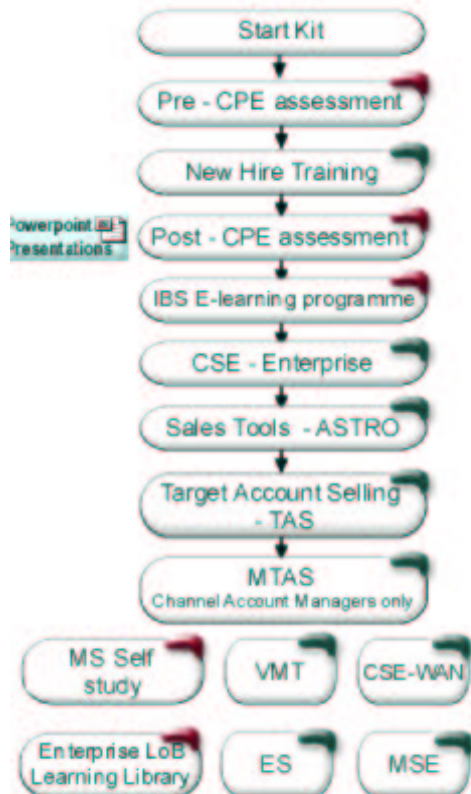 Start Kit
Pre - CPE assessment
New Hire Training
Powerpoint
Presentations
Post - CPE assessment
IBS E-learning programme
CSE - Enterprise
Sales Tools - ASTRO
Target Account Selling
- TAS
MTAS
Channel Account Managers only
MS Self
study
VMT
CSE-WAN
Enterprise LoB
Learning Library
ES
MSE